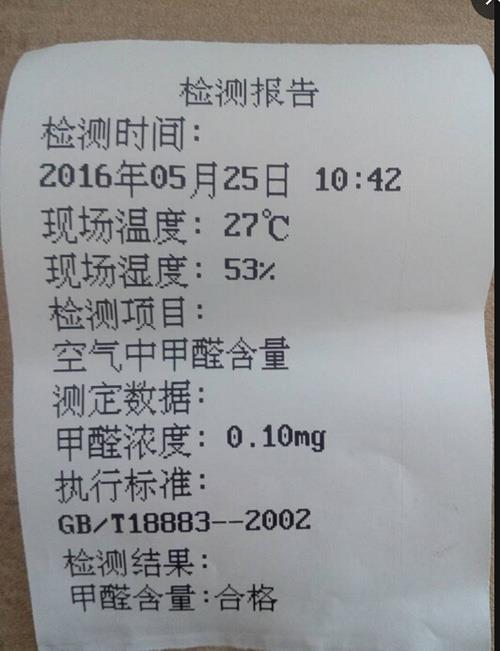 检测报告
检测时间:
2016年05月25日 10:42
现场温度: 27℃
现场湿度: 53%
检测项目:
空气中甲醛含量
测定数据:
甲醛浓度: 0.10mg
执行标准:
GB/T18883--2002
检测结果:
甲醛含量:合格